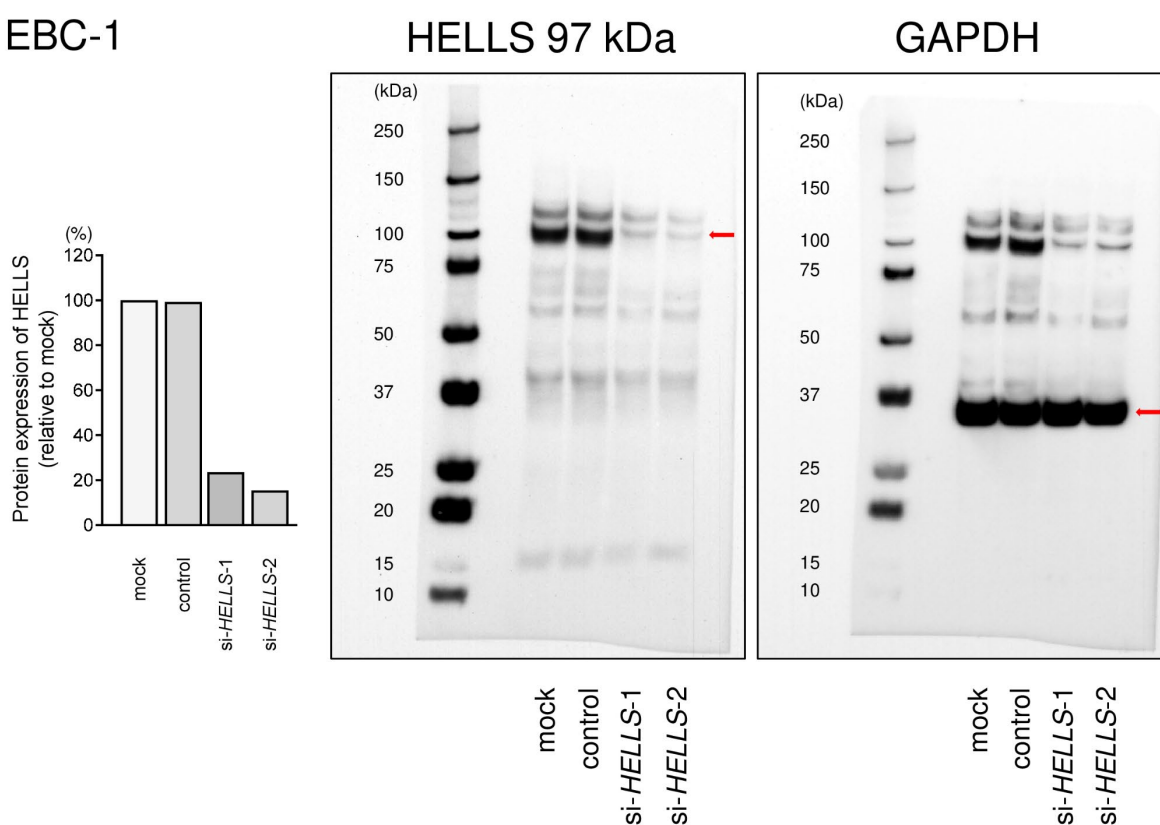 EBC-1
HELLS 97 kDa
GAPDH
(%)
120
100
80
60
40
20
0
Protein expression of HELLS
(relative to mock)
mock
control
si-HELLS-1
si-HELLS-2
(kDa)
250
150
100
75
50
37
25
20
15
10
mock
control
si-HELLS-1
si-HELLS-2
(kDa)
250
150
100
75
50
37
25
20
15
10
mock
control
si-HELLS-1
si-HELLS-2